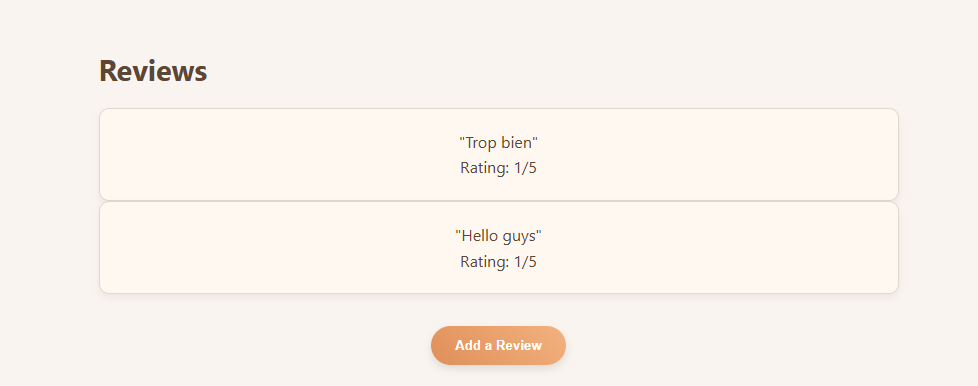 Reviews
"Trop bien"
Rating: 1/5
"Hello guys"
Rating: 1/5
Add a Review